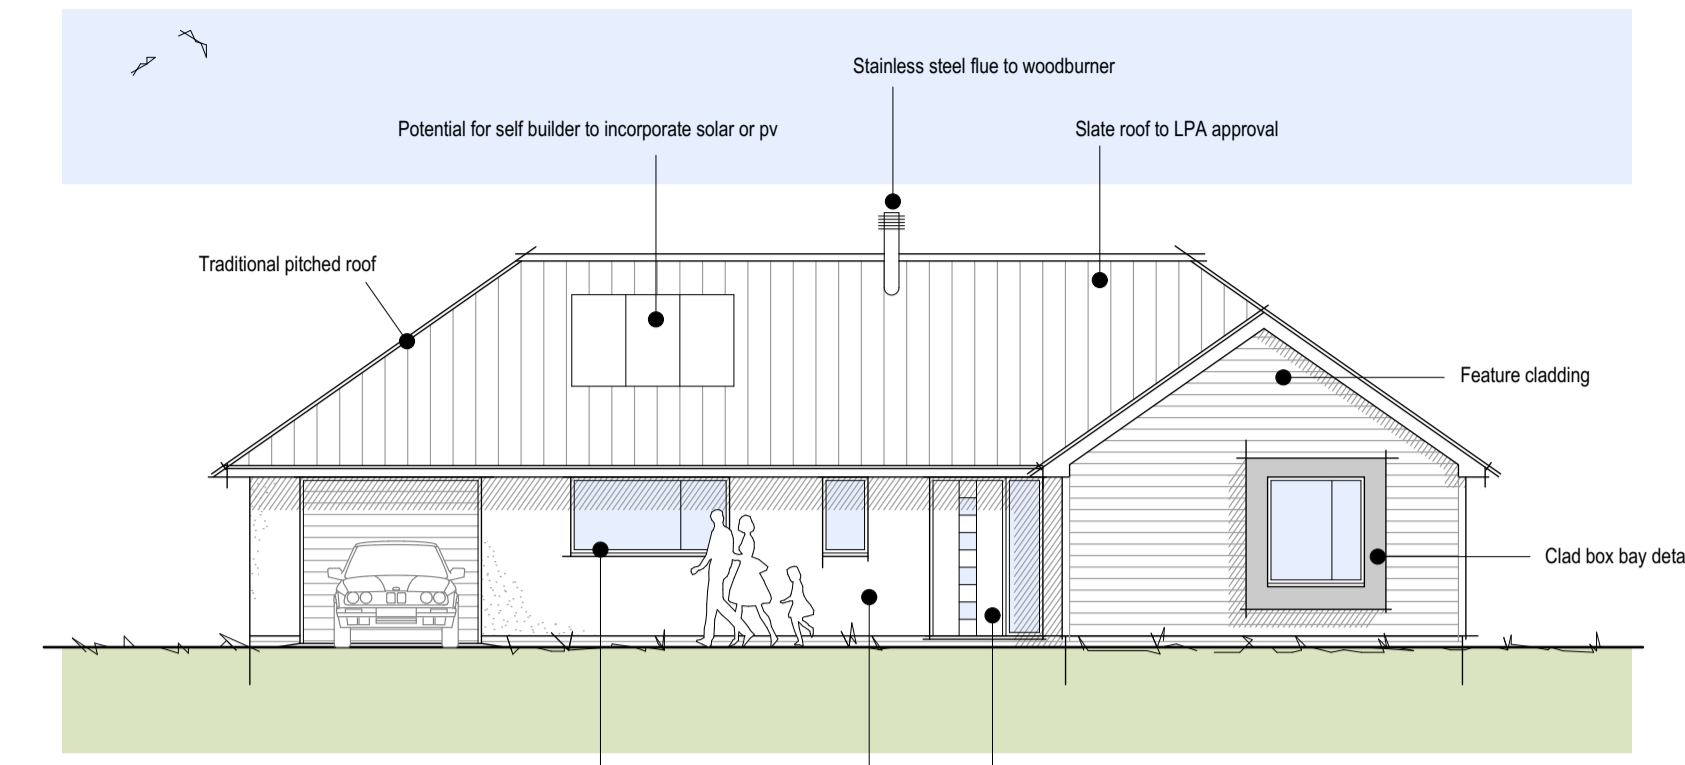 Stainless steel flue to woodburner
Potential for self builder to incorporate solar or pv
Slate roof to LPA approval
Traditional pitched roof
Feature cladding
Clad box bay deta